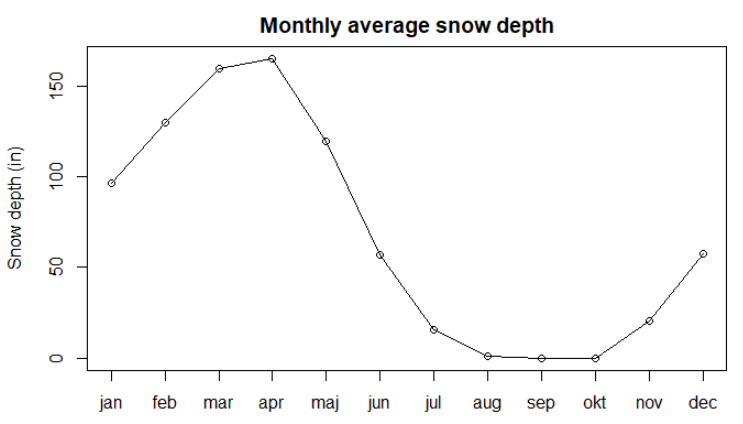 Monthly average snow depth
Snow depth (in)
150
100
50
0
jan feb mar apr maj jun jul aug sep okt nov dec